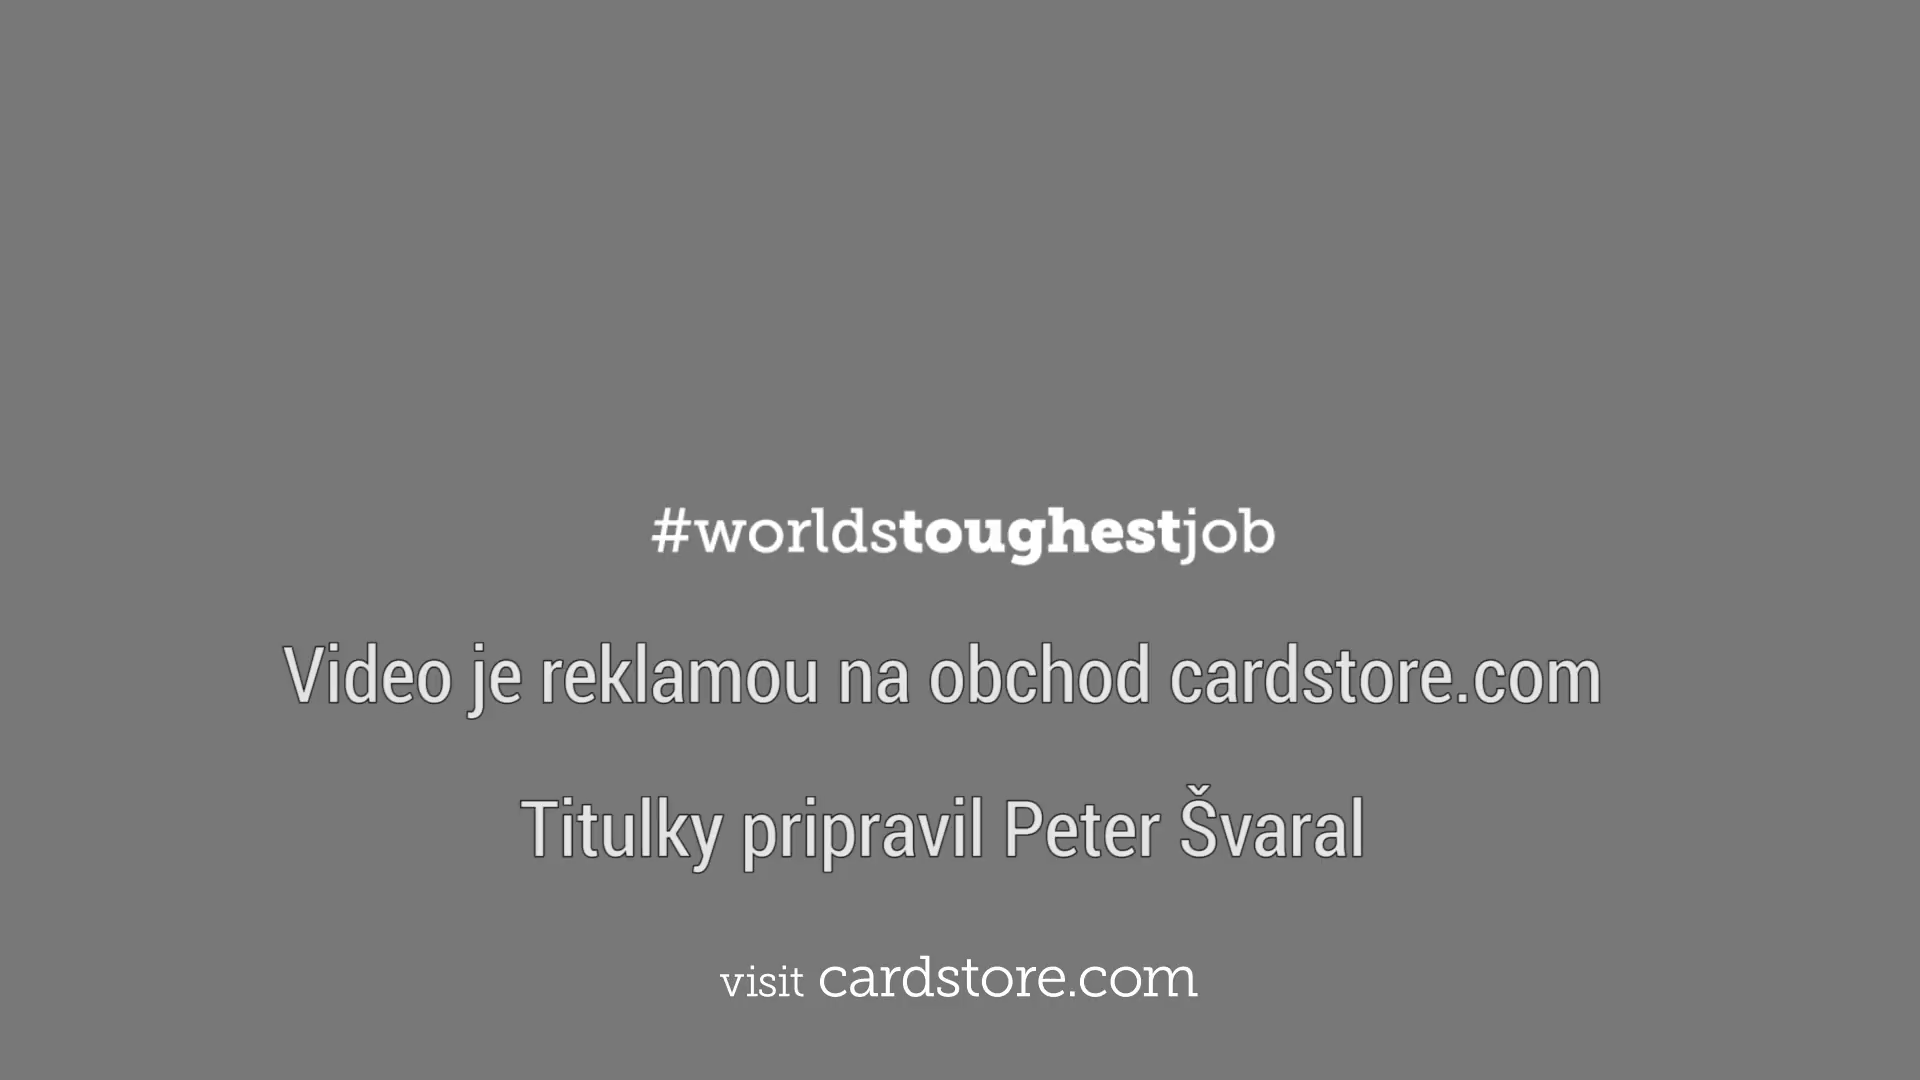 #worldstoughestjob
Video je reklamou na obchod cardstore.com
Titulky pripravil Peter Švaral
visit cardstore.com